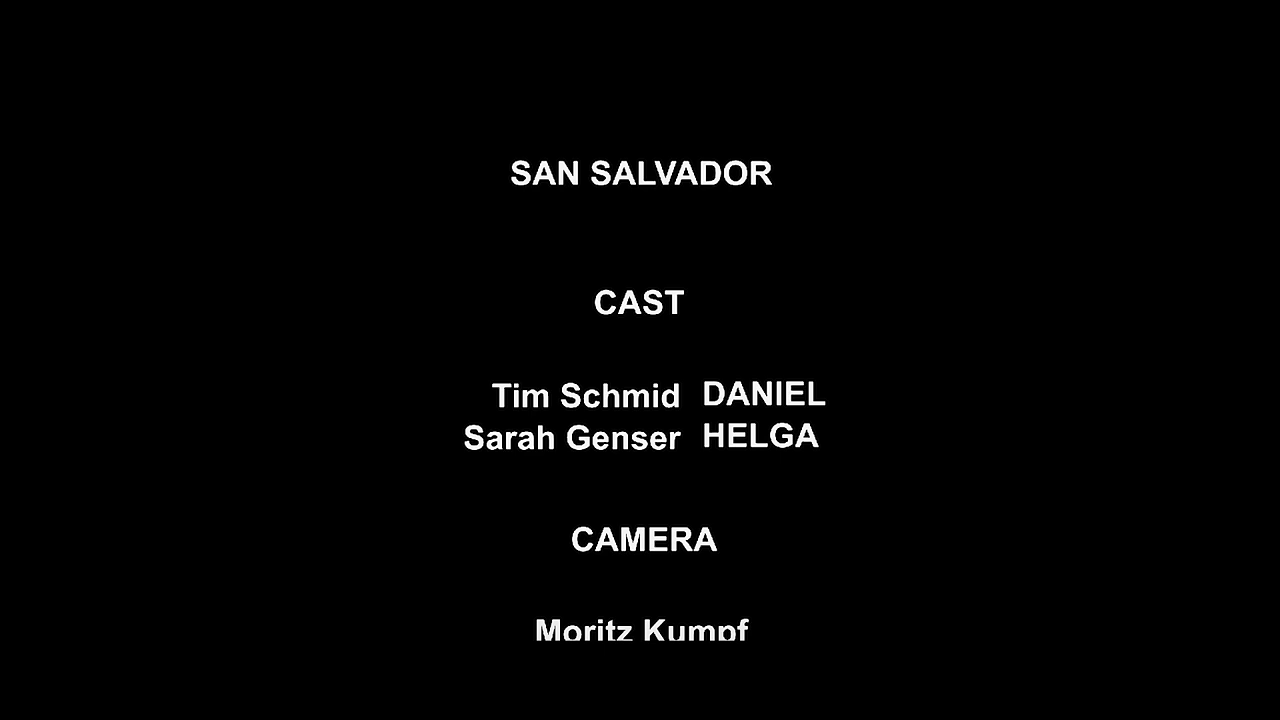 SAN SALVADOR
CAST
Tim Schmid DANIEL
Sarah Genser HELGA
CAMERA
Moritz Kumpf